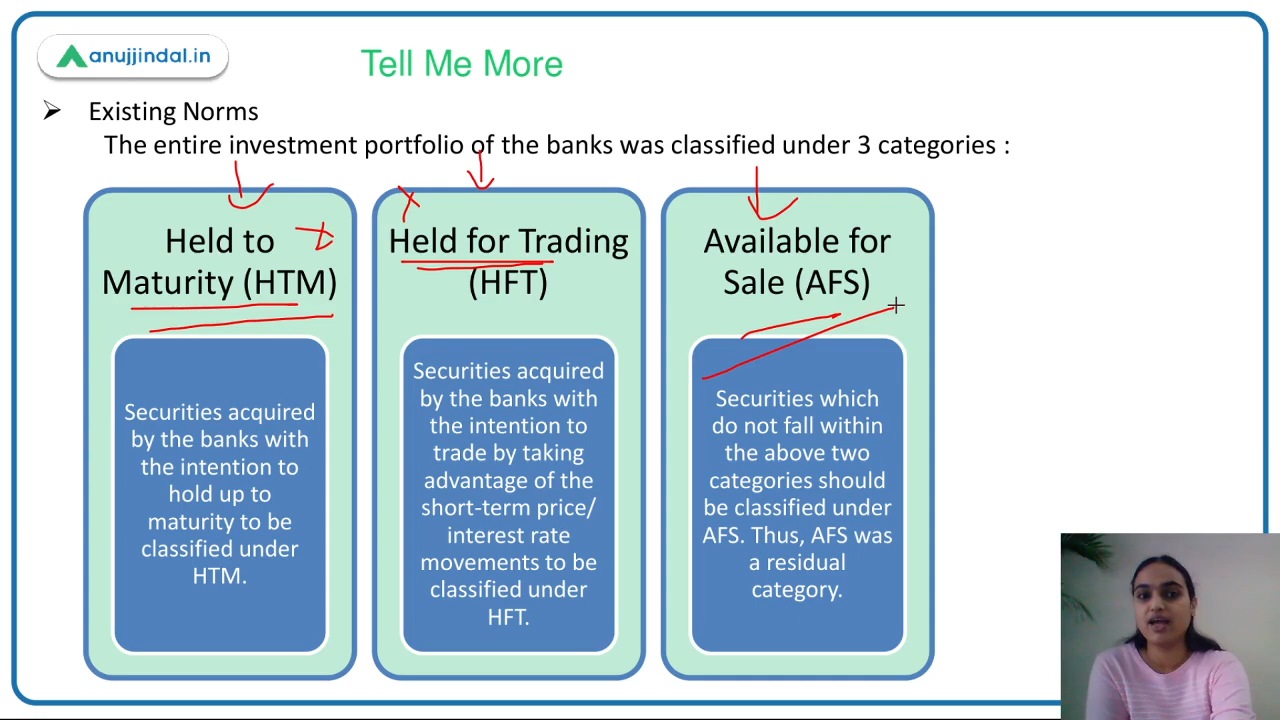 anujjindal.in
Tell Me More
Existing Norms
The entire investment portfolio of the banks was classified under 3 categories :
Held to
Maturity (HTM)
Securities acquired
by the banks with
the intention to
hold up to
maturity to be
classified under
HTM.
Held for Trading
(HFT)
Securities acquired
by the banks with
the intention to
trade by taking
advantage of the
short-term price/
interest rate
movements to be
classified under
HFT.
Available for
Sale (AFS)
Securities which
do not fall within
the above two
categories should
be classified under
AFS. Thus, AFS was
a residual
category.